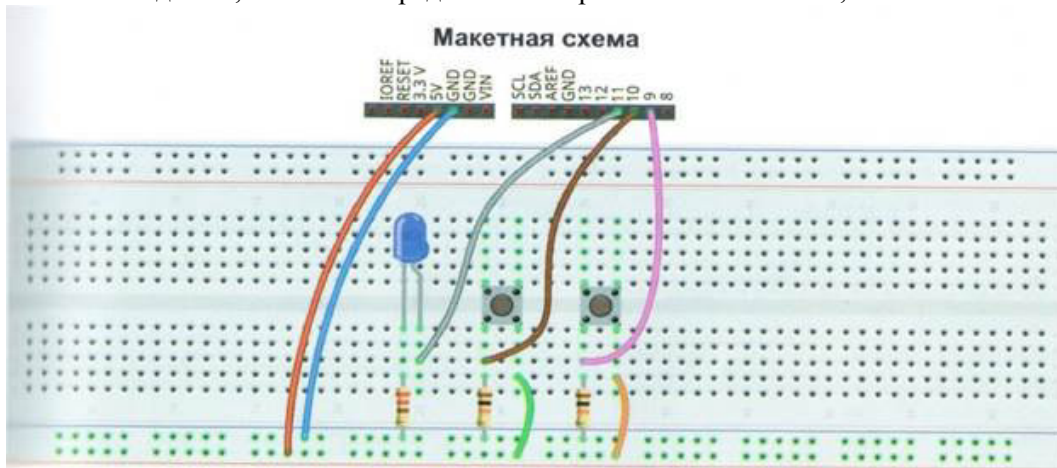 Макетная схема
IOREF
RESET
3.3 V
5V
GND
GND
VIN
SCL
SDA
AREF
GND
13
12
11
10
9
8